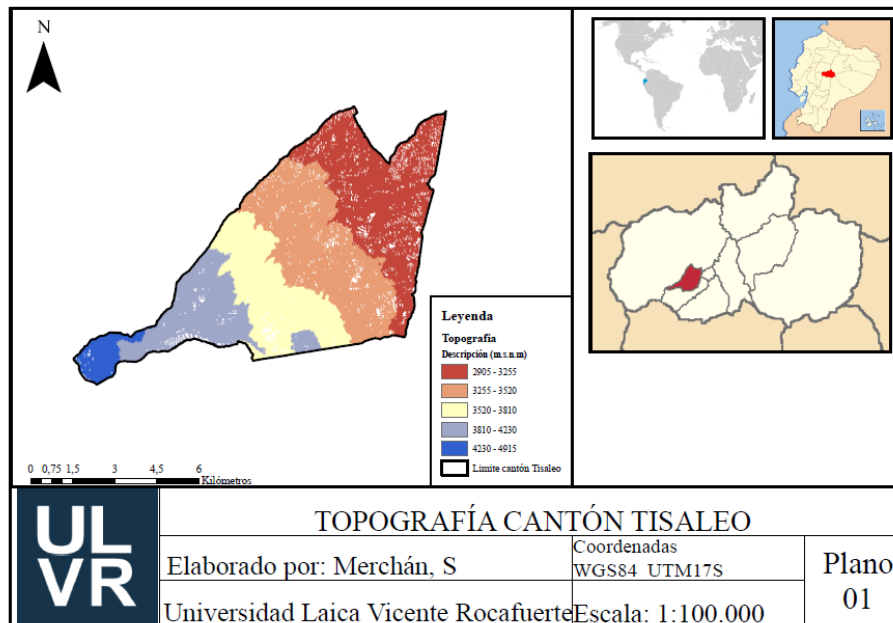 N
Leyenda
Topografía
Descripción (m.s.n.m)
2905 - 3255
3255 - 3520
3520 - 3810
3810 - 4230
4230 - 4915
Límite cantón Tisaleo
0 0,75 1,5 3 4,5 6
Kilómetros
UL
VR
TOPOGRAFÍA CANTÓN TISALEO
Elaborado por: Merchán, S
Coordenadas
WGS84 UTM17S
Universidad Laica Vicente Rocafuerte
Escala: 1:100.000
Plano
01